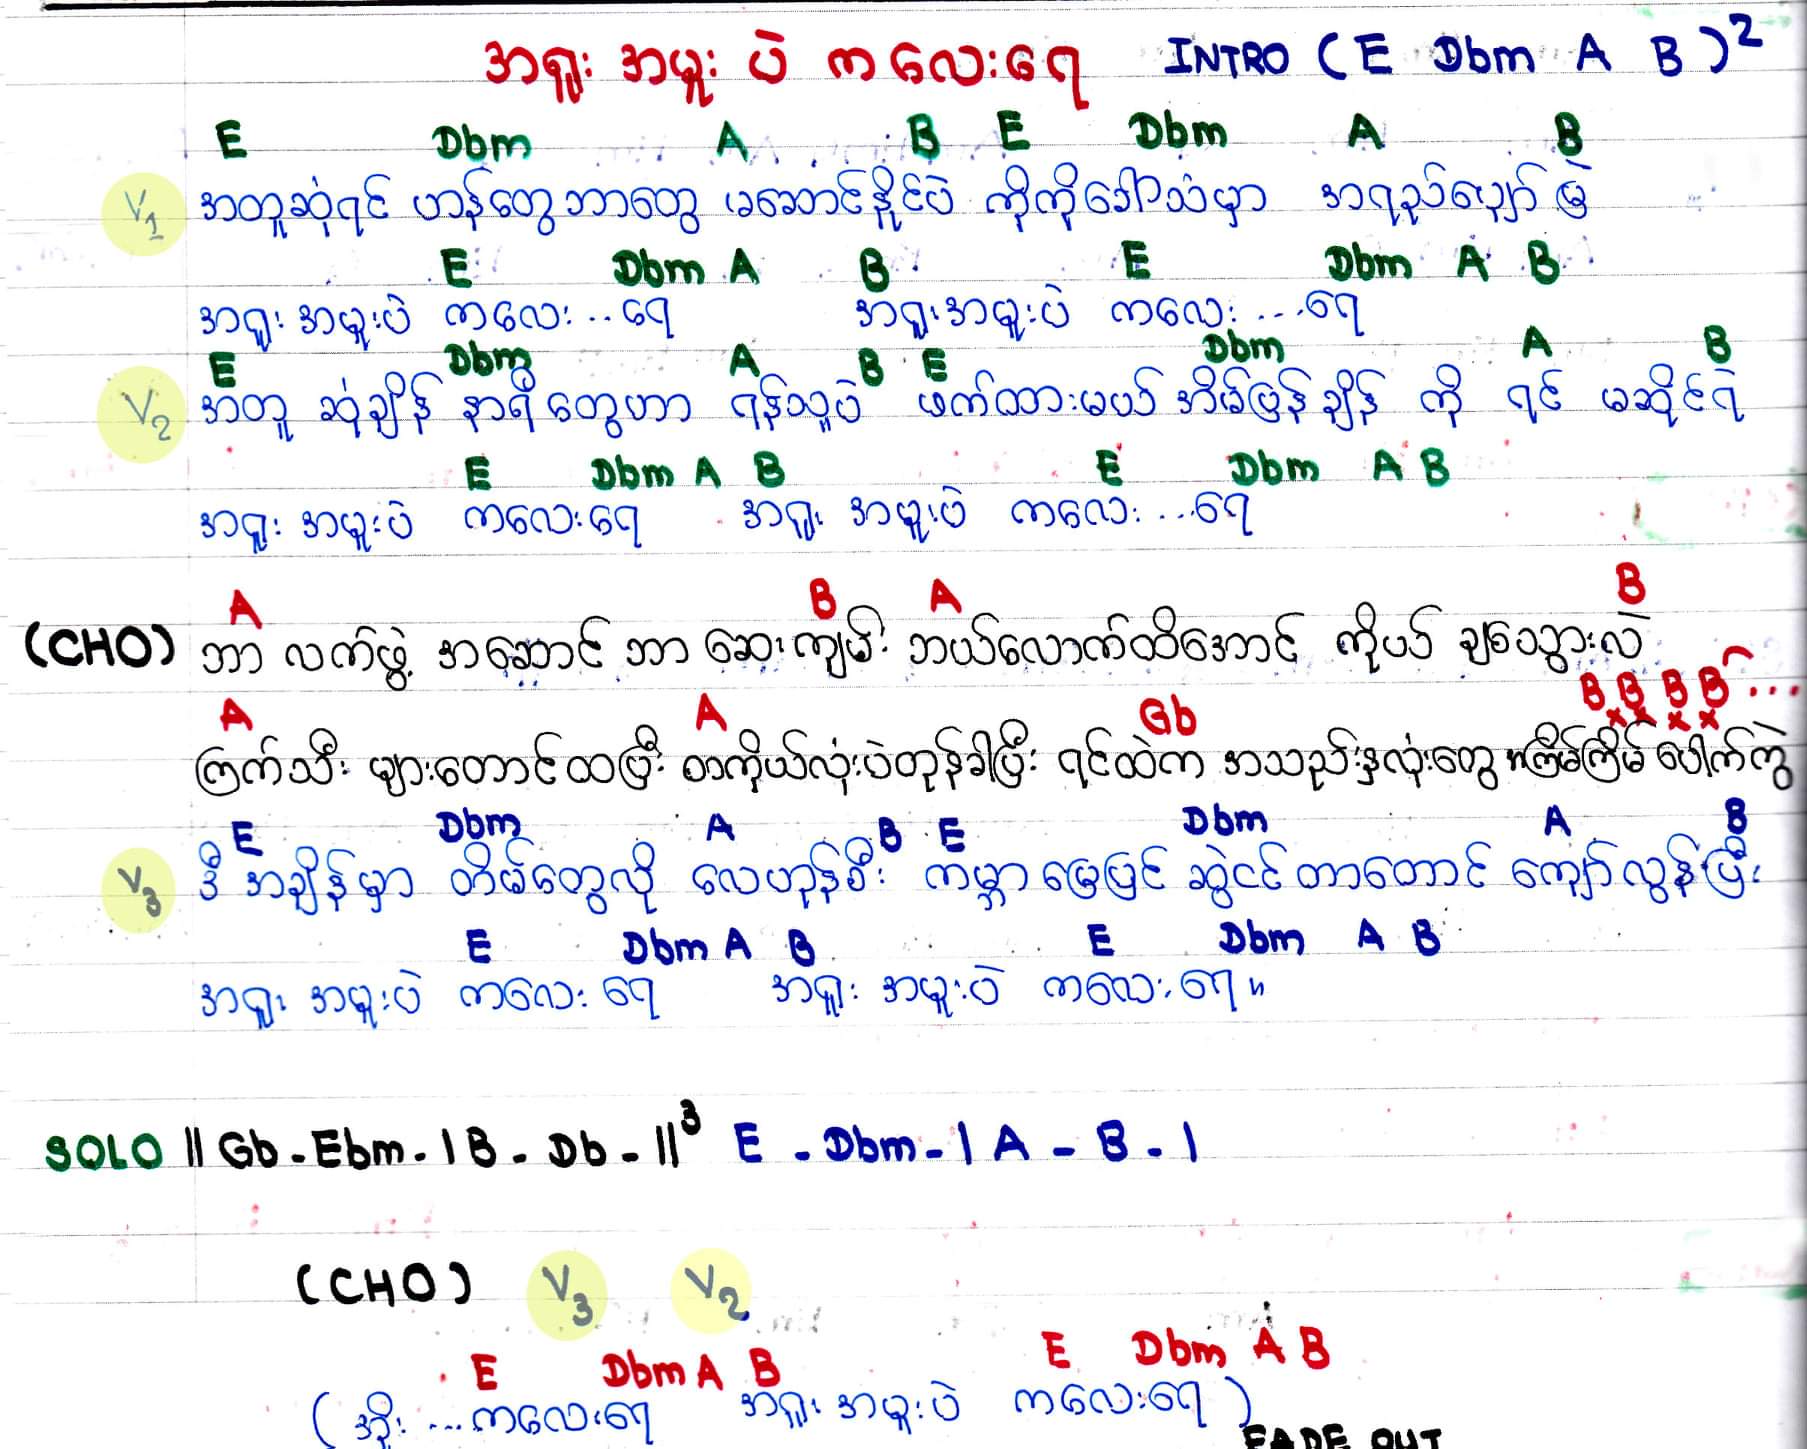 အရူး အမူး ပဲ ကလေးရေ INTRO ( E Dbm A B )2
E Dbm A B E Dbm A B
V1 အတူဆုံရင် ဟန်တွေဘာတွေ မဆောင်နိုင်ပဲ ကိုကိုခေါ်သံမှာ အရည်ပျော် မြဲ
E Dbm A B E Dbm A B
အရူး အမူးပဲ ကလေး..ရေ အရူးအမူးပဲ ကလေး...ရေ
E Dbm A B E Dbm A B
V2 အတူ ဆုံချိန် နာရီတွေဟာ ရန်သူပဲ ဖက်ထားမယ် အိမ်ပြန်ချိန် ကို ရင် မဆိုင်ရဲ
E Dbm A B E Dbm A B
အရူး အမူးပဲ ကလေးရေ အရူး အမူးပဲ ကလေး...ရေ
A B A B
(CHO) ဘာ လက်ဖွဲ့ အဆောင် ဘာ ဆေးကျမ်း ဘယ်လောက်ထိအောင် ကိုယ် ချစ်သွားလဲ
A A Gb B B B B ...
x x x x
ကြက်သီး များတောင်ထပြီး တကိုယ်လုံးပဲတုန်ခါပြီး ရင်ထဲက အသည်းနှလုံးတွေ အကြိမ်ကြိမ် ပေါက်ကွဲ
E Dbm A B E Dbm A B
V3 ဒီ အချိန်မှာ တိမ်တွေလို လေဟုန်စီး ကမ္ဘာ မြေပြင် ဆွဲငင်တာတောင် ကျော်လွန်ပြီး
E Dbm A B E Dbm A B
အရူး အမူးပဲ ကလေး ရေ အရူး အမူးပဲ ကလေး ရေ။
SOLO || Gb - Ebm - | B - Db - ||3 E - Dbm - | A - B - |
(CHO) V3 V2
E Dbm A B E Dbm A B
( အိုး ...ကလေးရေ အရူး အမူးပဲ ကလေးရေ )
FADE OUT